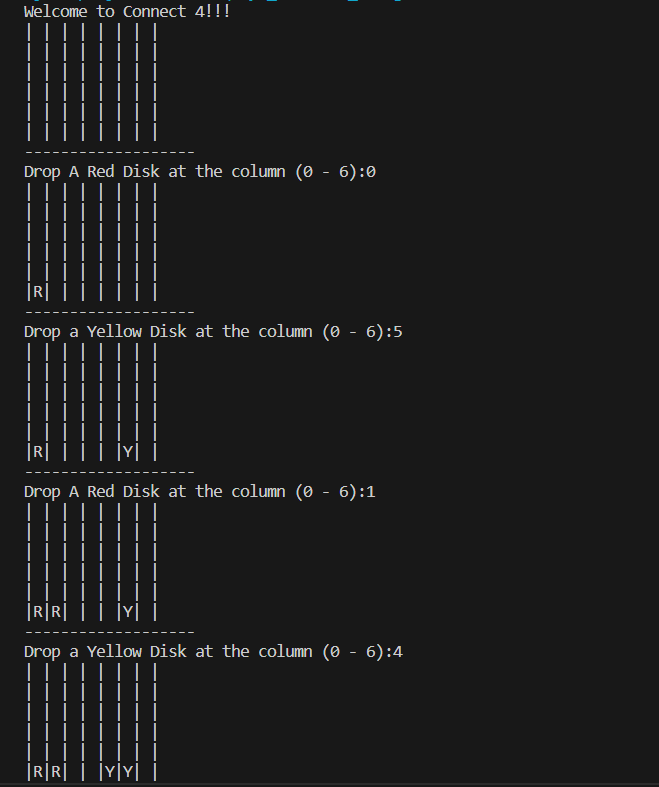 Welcome to Connect 4!!!
| | | | | | | |
| | | | | | | |
| | | | | | | |
| | | | | | | |
| | | | | | | |
| | | | | | | |
-------------------
Drop A Red Disk at the column (0 - 6):0
| | | | | | | |
| | | | | | | |
| | | | | | | |
| | | | | | | |
| | | | | | | |
|R| | | | | | |
-------------------
Drop a Yellow Disk at the column (0 - 6):5
| | | | | | | |
| | | | | | | |
| | | | | | | |
| | | | | | | |
| | | | | | | |
|R| | | | |Y| |
-------------------
Drop A Red Disk at the column (0 - 6):1
| | | | | | | |
| | | | | | | |
| | | | | | | |
| | | | | | | |
| | | | | | | |
|R|R| | | |Y| |
-------------------
Drop a Yellow Disk at the column (0 - 6):4
| | | | | | | |
| | | | | | | |
| | | | | | | |
| | | | | | | |
| | | | | | | |
|R|R| | |Y|Y| |